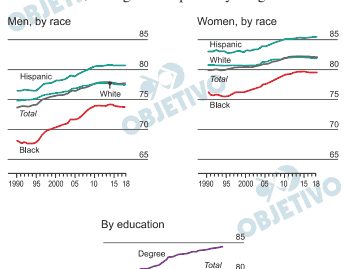 Men, by race
85
Hispanic
80
White
75
Total
70
Black
65
1990 95 2000 05 10 15 18
Women, by race
85
Hispanic
White
80
Total
75
Black
70
65
1990 95 2000 05 10 15 18
OBJETIVO
OBJETIVO
OBJETIVO
By education
85
Degree
Total
80